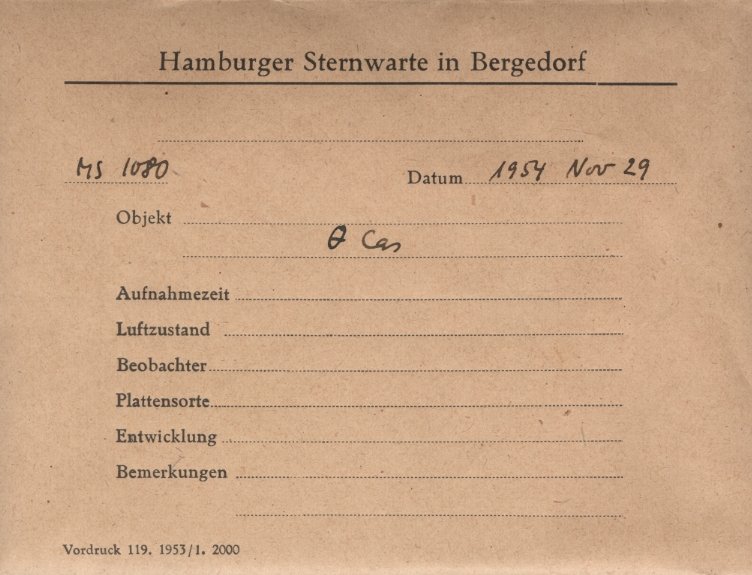 Hamburger Sternwarte in Bergedorf
MS 1080 Datum 1954 Nov 29
Objekt
θ Cas
Aufnahmezeit
Luftzustand
Beobachter
Plattensorte
Entwicklung
Bemerkungen
Vordruck 119. 1953/1. 2000